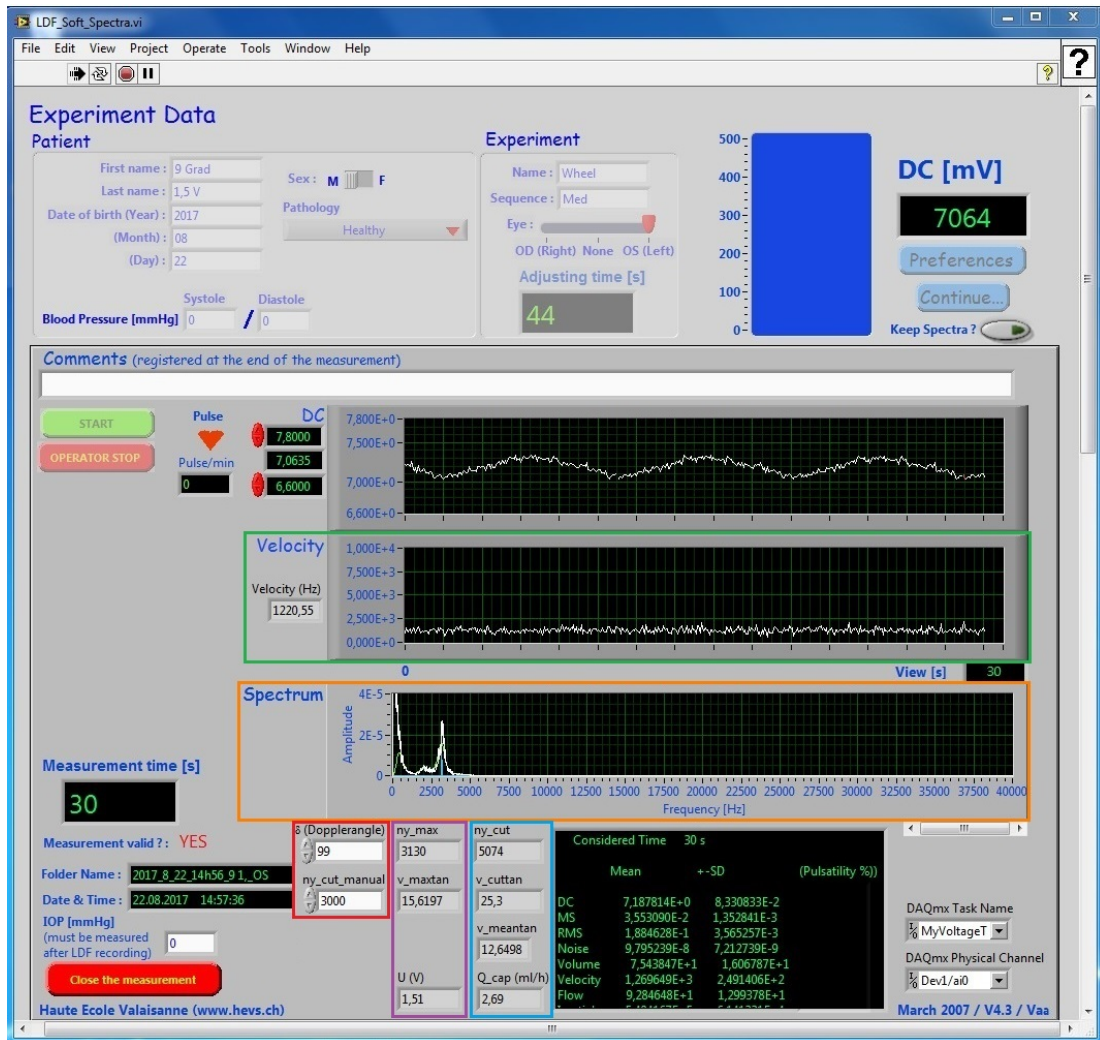 LDF_Soft_Spectra.vi
File Edit View Project Operate Tools Window Help
?
Experiment Data
Patient
First name : 9 Grad
Last name : 1,5 V
Date of birth (Year) : 2017
(Month) : 08
(Day) : 22
Sex : M F
Pathology
Healthy
Systole Diastole
Blood Pressure [mmHg] 0 / 0
Experiment
Name : Wheel
Sequence : Med
Eye :
OD (Right) None OS (Left)
Adjusting time [s]
44
500
400
300
200
100
0
DC [mV]
7064
Preferences
Continue...
Keep Spectra ?
Comments (registered at the end of the measurement)
START
OPERATOR STOP
Pulse
Pulse/min
0
DC
7,8000
7,0635
6,6000
7,800E+0
7,500E+0
7,000E+0
6,600E+0
Velocity
Velocity (Hz)
1220,55
1,000E+4
7,500E+3
5,000E+3
2,500E+3
0,000E+0
0 View [s] 30
Spectrum
Amplitude
4E-5
2E-5
0
0 2500 5000 7500 10000 12500 15000 17500 20000 22500 25000 27500 30000 32500 35000 37500 40000
Frequency [Hz]
Measurement time [s]
30
Measurement valid ? : YES
Folder Name : 2017_8_22_14h56_9 1,_OS
Date & Time : 22.08.2017 14:57:36
IOP [mmHg]
(must be measured
after LDF recording) 0
Close the measurement
Haute Ecole Valaisanne (www.hevs.ch)
δ (Dopplerangle)
99
ny_cut_manual
3000
ny_max
3130
v_maxtan
15,6197
U (V)
1,51
ny_cut
5074
v_cuttan
25,3
v_meantan
12,6498
Q_cap (ml/h)
2,69
Considered Time 30 s
Mean +-SD (Pulsatility %))
DC 7,187814E+0 8,330833E-2
MS 3,553090E-2 1,352841E-3
RMS 1,884628E-1 3,565257E-3
Noise 9,795239E-8 7,212739E-9
Volume 7,543847E+1 1,606787E+1
Velocity 1,269649E+3 2,491406E+2
Flow 9,284648E+1 1,299378E+1
DAQmx Task Name
MyVoltageT
DAQmx Physical Channel
Dev1/ai0
March 2007 / V4.3 / Vaa